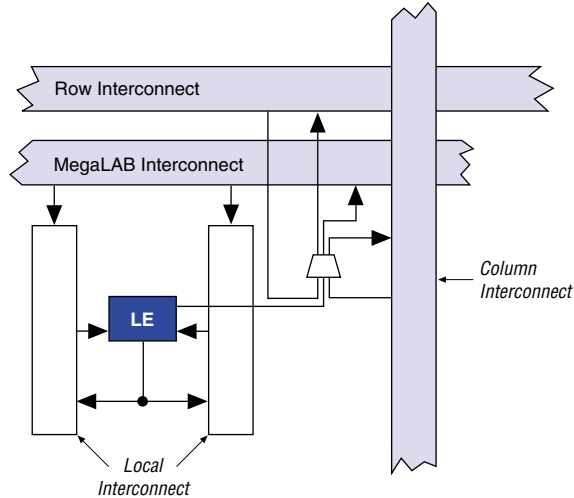 Row Interconnect
MegaLAB Interconnect
Column
Interconnect
LE
Local
Interconnect